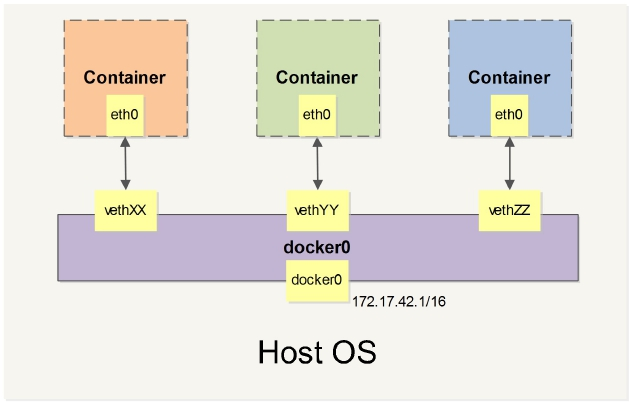 Container
Container
Container
eth0
eth0
eth0
vethXX
vethYY
vethZZ
docker0
docker0
172.17.42.1/16
Host OS